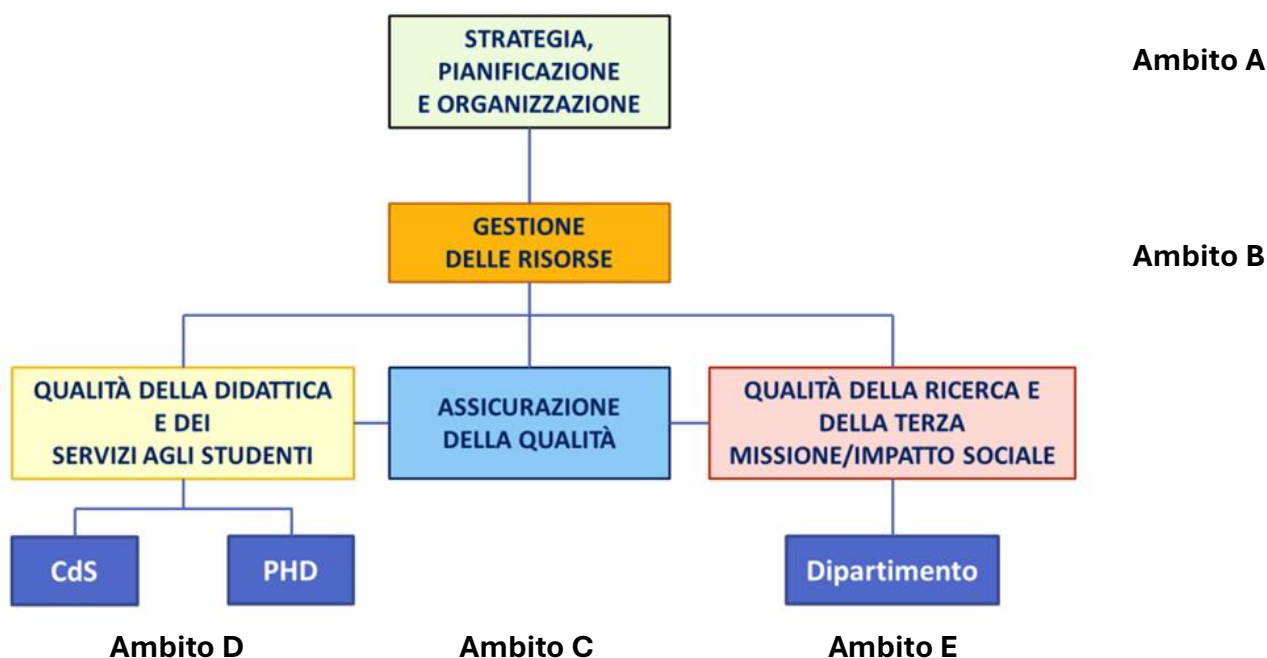 STRATEGIA,
PIANIFICAZIONE
E ORGANIZZAZIONE
Ambito A
GESTIONE
DELLE RISORSE
Ambito B
QUALITÀ DELLA DIDATTICA
E DEI
SERVIZI AGLI STUDENTI
ASSICURAZIONE
DELLA QUALITÀ
QUALITÀ DELLA RICERCA E
DELLA TERZA
MISSIONE/IMPATTO SOCIALE
CdS
PHD
Dipartimento
Ambito D
Ambito C
Ambito E